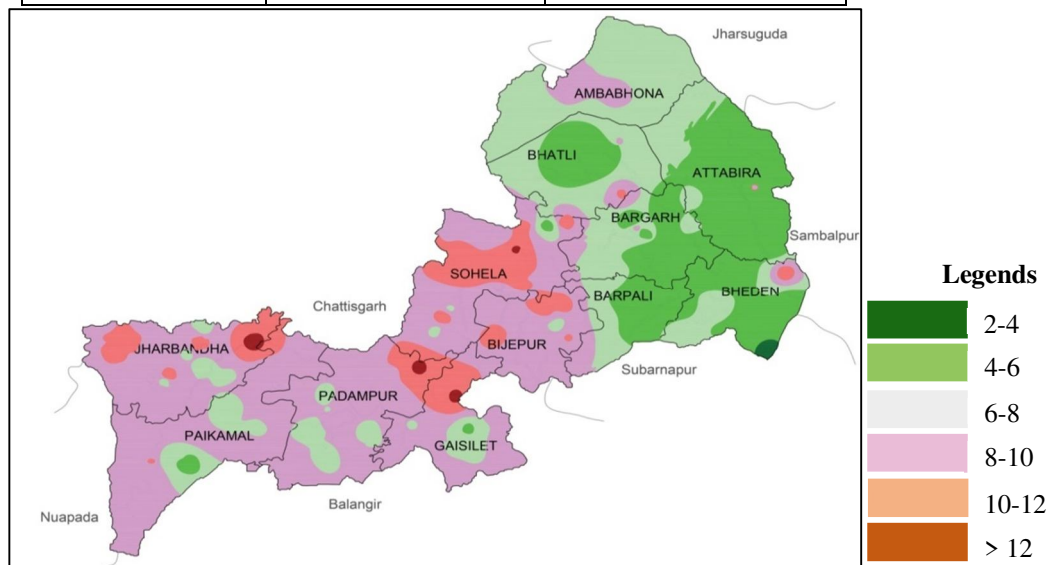 Jharsuguda
AMBABHONA
BHATLI
ATTABIRA
BARGARH
Sambalpur
SOHELA
Legends
BARPALI
BHEDEN
Chattisgarh
2-4
JHARBANDHA
BIJEPUR
4-6
Subarnapur
PADAMPUR
6-8
PAIKAMAL
GAISILET
8-10
Balangir
10-12
Nuapada
> 12